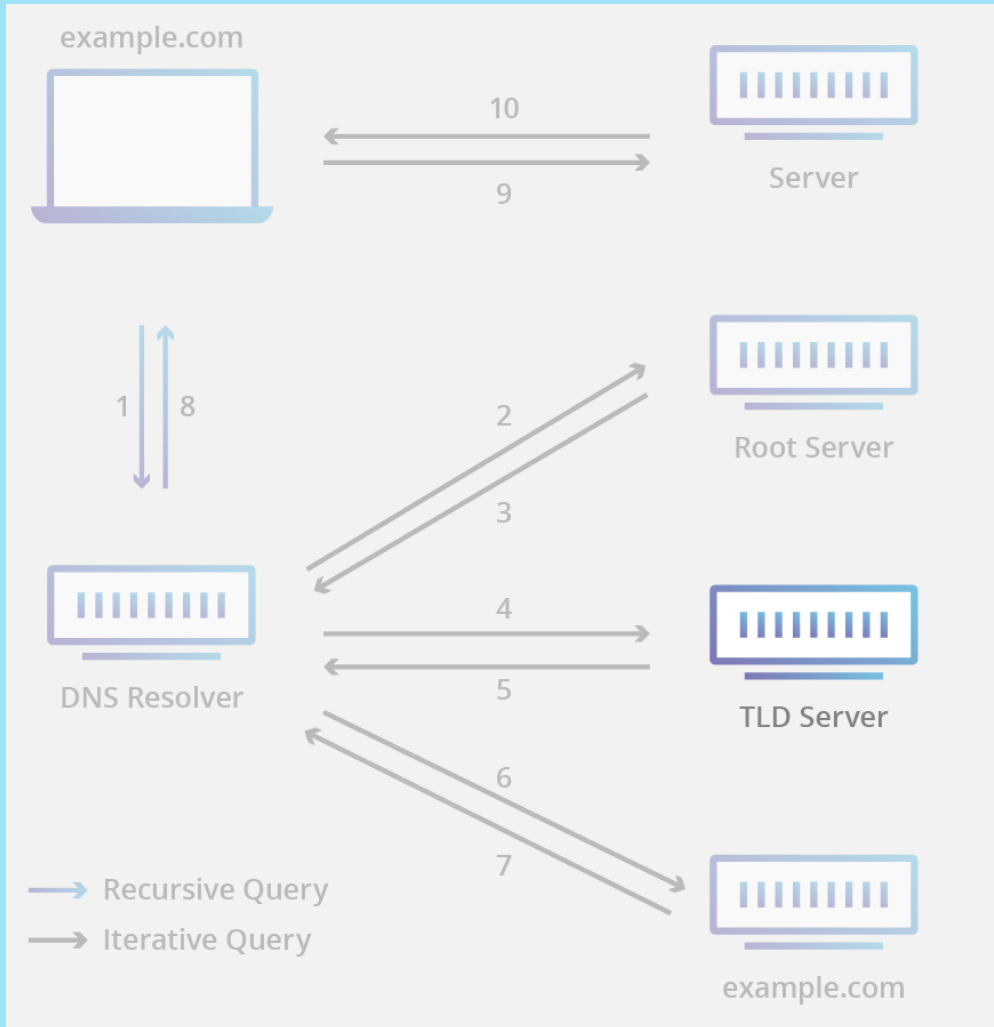 example.com
10
9
Server
1
8
2
3
Root Server
4
5
DNS Resolver
TLD Server
6
7
Recursive Query
Iterative Query
example.com